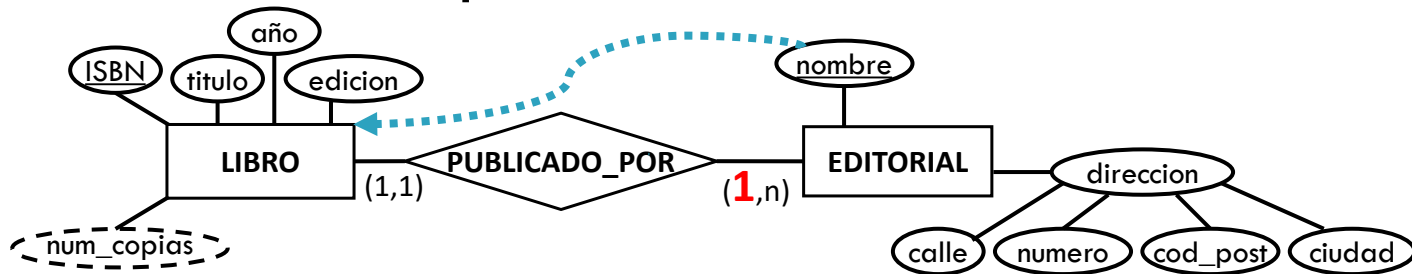 año
ISBN
titulo
edicion
nombre
LIBRO
PUBLICADO_POR
EDITORIAL
(1,1)
(1,n)
direccion
num_copias
calle
numero
cod_post
ciudad